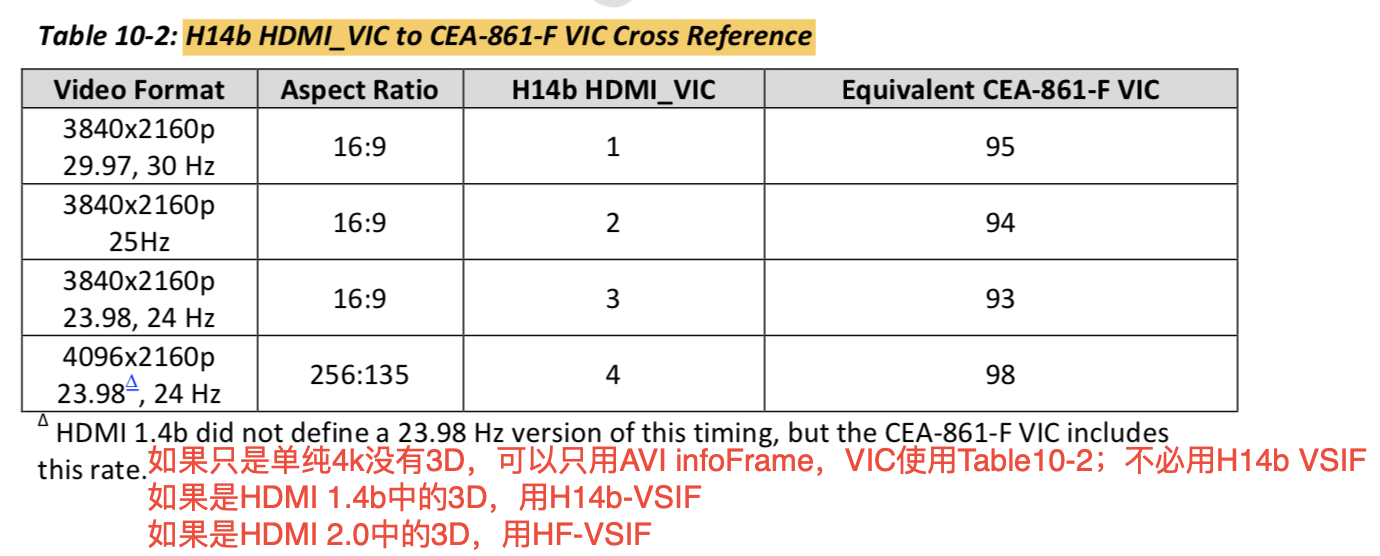 Table 10-2: H14b HDMI_VIC to CEA-861-F VIC Cross Reference
Video Format Aspect Ratio H14b HDMI_VIC Equivalent CEA-861-F VIC
3840x2160p
29.97, 30 Hz
16:9 1 95
3840x2160p
25Hz
16:9 2 94
3840x2160p
23.98, 24 Hz
16:9 3 93
4096x2160p
23.98Δ, 24 Hz
256:135 4 98
Δ HDMI 1.4b did not define a 23.98 Hz version of this timing, but the CEA-861-F VIC includes
this rate.
如果只是单纯4k没有3D，可以只用AVI infoFrame，VIC使用Table10-2；不必用H14b VSIF
如果是HDMI 1.4b中的3D，用H14b-VSIF
如果是HDMI 2.0中的3D，用HF-VSIF